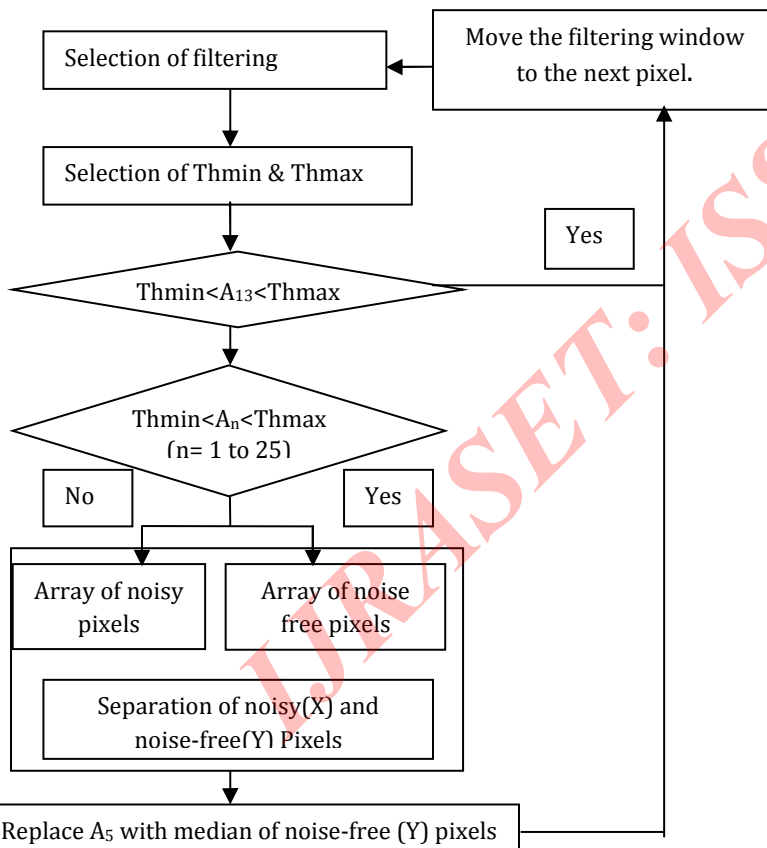 Move the filtering window
to the next pixel.
Selection of filtering
Selection of Thmin & Thmax
Yes
Thmin<A₁₃<Thmax
Thmin<Aₙ<Thmax
(n= 1 to 25)
No
Yes
Array of noisy
pixels
Array of noise
free pixels
Separation of noisy(X) and
noise-free(Y) Pixels
Replace A₅ with median of noise-free (Y) pixels
IJRASET: ISS